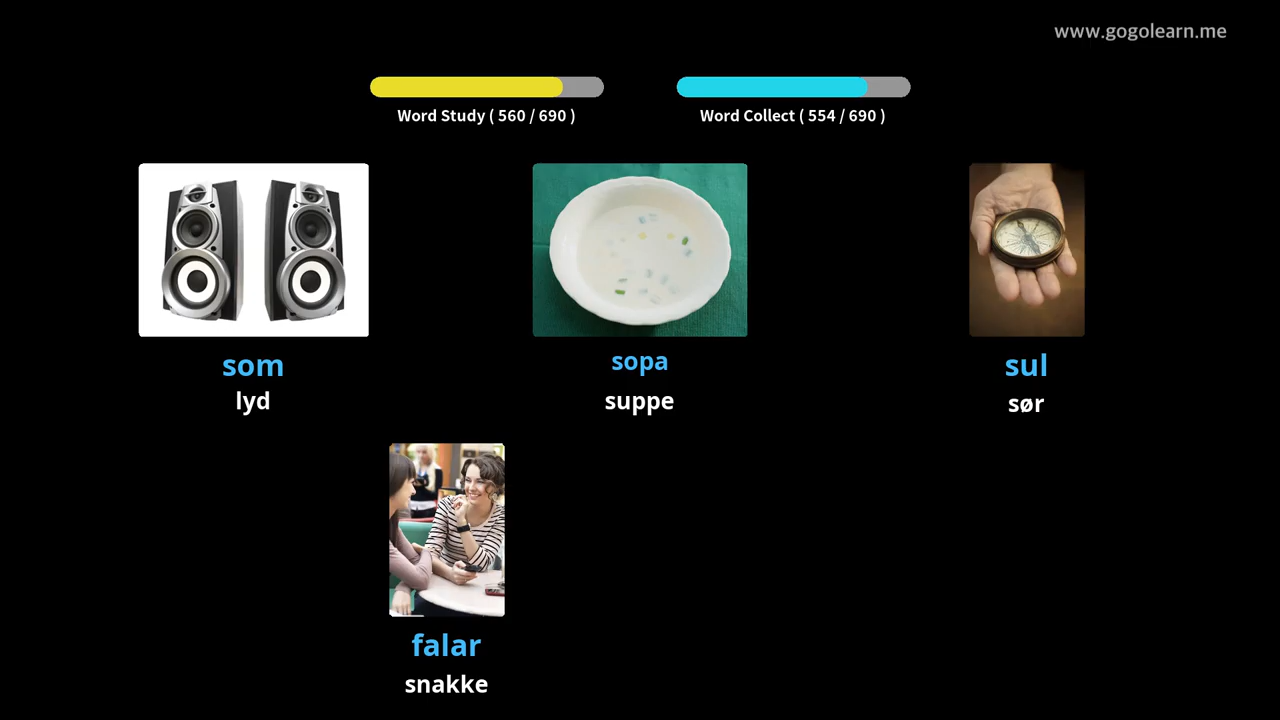 www.gogolearn.me
Word Study ( 560 / 690 )
Word Collect ( 554 / 690 )
som
lyd
sopa
suppe
sul
sør
falar
snakke